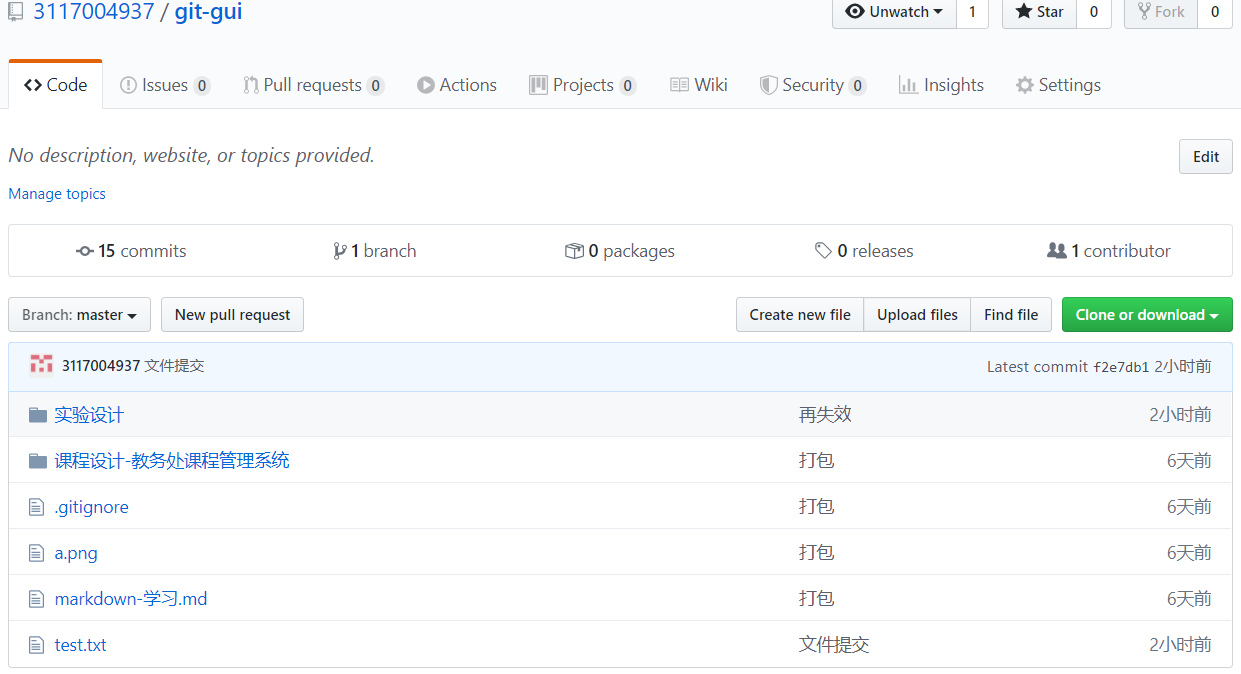 3117004937 / git-gui
Unwatch 1 Star 0 Fork 0
Code Issues 0 Pull requests 0 Actions Projects 0 Wiki Security 0 Insights Settings
No description, website, or topics provided. Edit
Manage topics
15 commits 1 branch 0 packages 0 releases 1 contributor
Branch: master New pull request Create new file Upload files Find file Clone or download
3117004937 文件提交 Latest commit f2e7db1 2小时前
实验设计 再失效 2小时前
课程设计-教务处课程管理系统 打包 6天前
.gitignore 打包 6天前
a.png 打包 6天前
markdown-学习.md 打包 6天前
test.txt 文件提交 2小时前